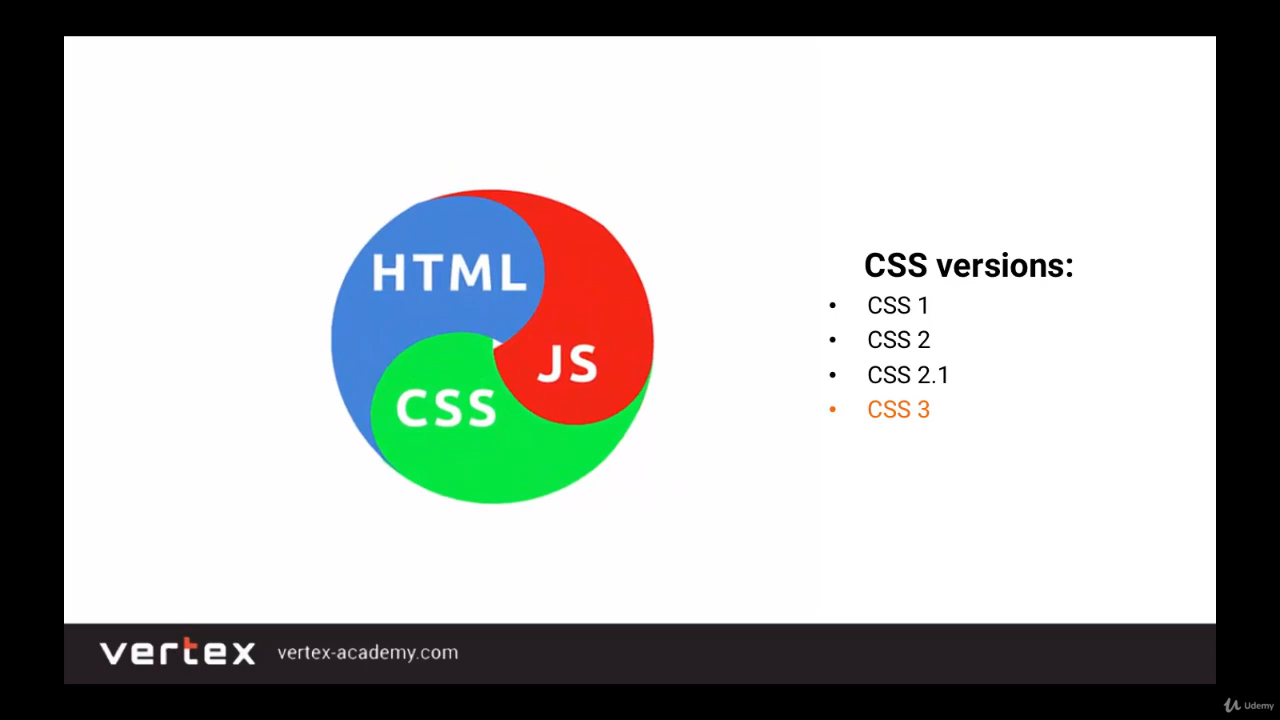 HTML
JS
CSS
CSS versions:
• CSS 1
• CSS 2
• CSS 2.1
• CSS 3
vertex vertex-academy.com
Udemy